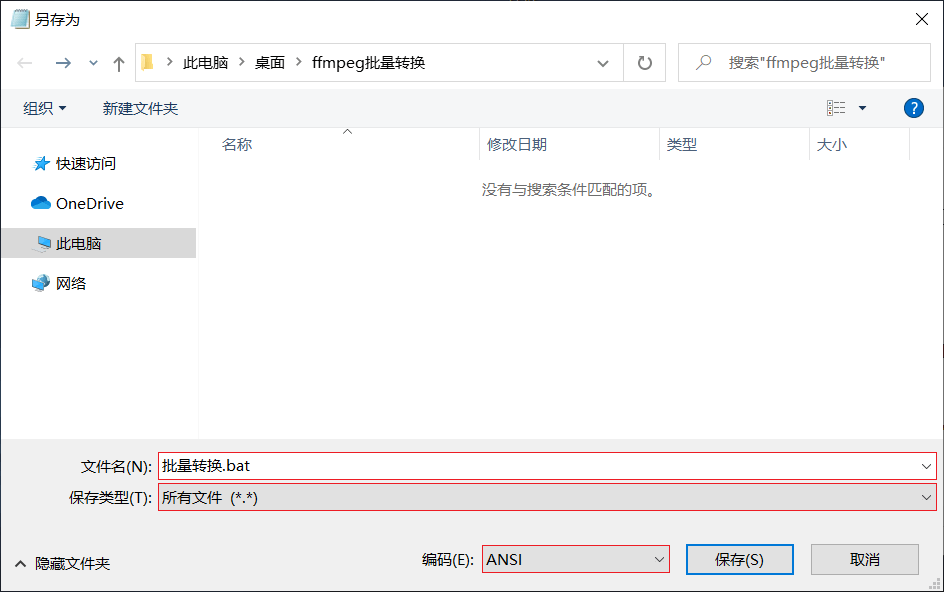 另存为
此电脑 > 桌面 > ffmpeg批量转换
搜索"ffmpeg批量转换"
组织 新建文件夹
?
名称 修改日期 类型 大小
没有与搜索条件匹配的项。
快速访问
OneDrive
此电脑
网络
文件名(N): 批量转换.bat
保存类型(T): 所有文件 (*.*)
隐藏文件夹 编码(E): ANSI 保存(S) 取消